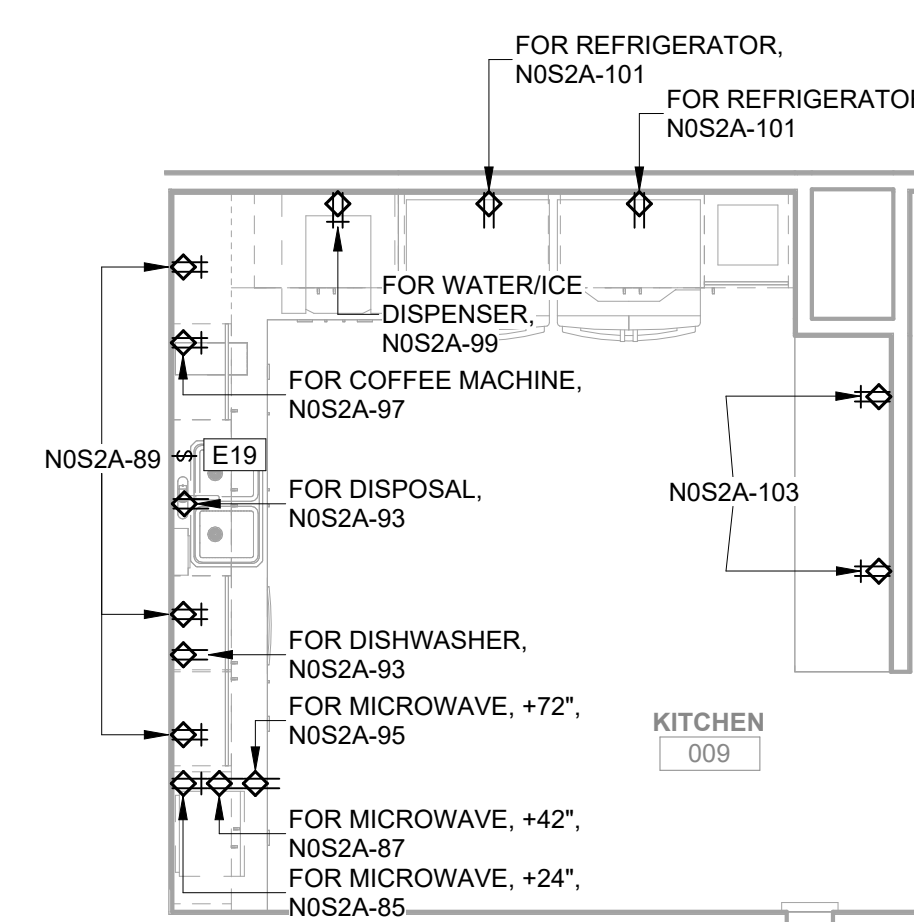 FOR REFRIGERATOR,
N0S2A-101
FOR REFRIGERATOR
N0S2A-101
FOR WATER/ICE
DISPENSER,
N0S2A-99
FOR COFFEE MACHINE,
N0S2A-97
N0S2A-89
$
E19
FOR DISPOSAL,
N0S2A-93
N0S2A-103
FOR DISHWASHER,
N0S2A-93
FOR MICROWAVE, +72",
N0S2A-95
KITCHEN
009
FOR MICROWAVE, +42",
N0S2A-87
FOR MICROWAVE, +24",
N0S2A-85